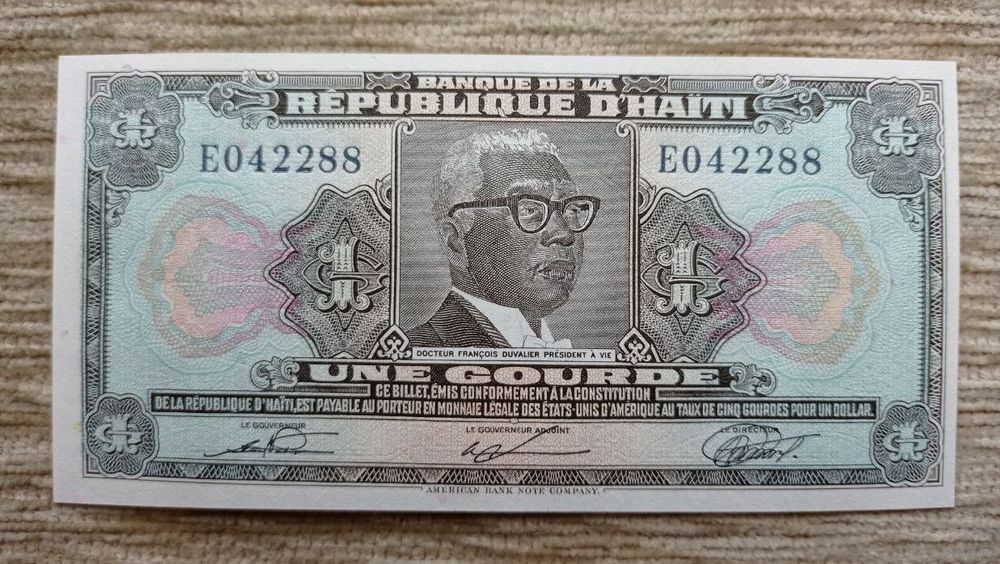 BANQUE DE LA
RÉPUBLIQUE D'HAÏTI
E042288 E042288
DOCTEUR FRANÇOIS DUVALIER PRÉSIDENT À VIE
UNE GOURDE
CE BILLET, ÉMIS CONFORMÉMENT À LA CONSTITUTION
DE LA RÉPUBLIQUE D'HAÏTI, EST PAYABLE AU PORTEUR EN MONNAIE LÉGALE DES ÉTATS-UNIS D'AMÉRIQUE AU TAUX DE CINQ GOURDES POUR UN DOLLAR.
LE GOUVERNEUR LE GOUVERNEUR ADJOINT LE DIRECTEUR
AMERICAN BANK NOTE COMPANY.